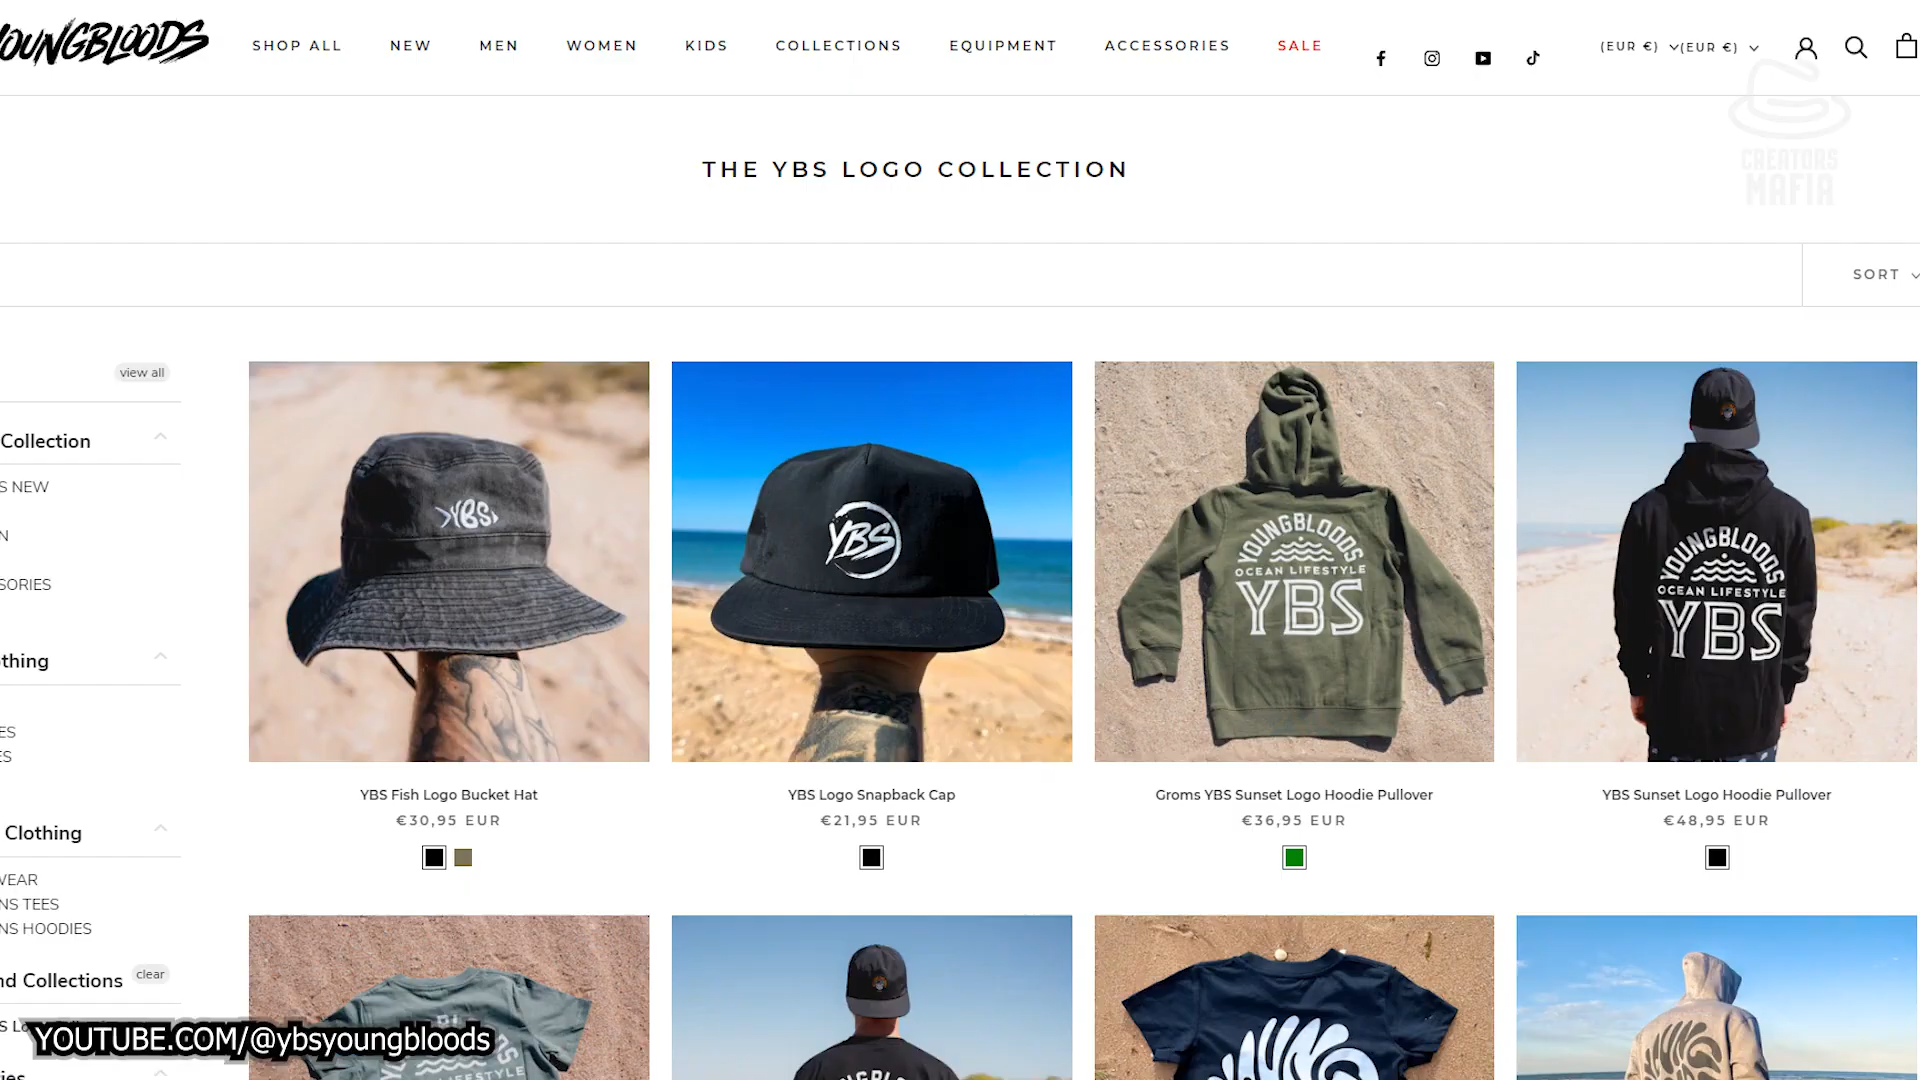 YOUNGBLOODS
SHOP ALL NEW MEN WOMEN KIDS COLLECTIONS EQUIPMENT ACCESSORIES SALE (EUR €) (EUR €)
CREATORS
MAFIA
THE YBS LOGO COLLECTION
SORT
view all
Collection
S NEW
N
SORIES
thing
ES
ES
Clothing
WEAR
NS TEES
NS HOODIES
nd Collections clear
YBS
YBS
YOUNGBLOODS
OCEAN LIFESTYLE
YBS
YOUNGBLOODS
OCEAN LIFESTYLE
YBS
YBS Fish Logo Bucket Hat
€30,95 EUR
YBS Logo Snapback Cap
€21,95 EUR
Groms YBS Sunset Logo Hoodie Pullover
€36,95 EUR
YBS Sunset Logo Hoodie Pullover
€48,95 EUR
YOUTUBE.COM/@ybsyoungbloods
LIFESTYLE